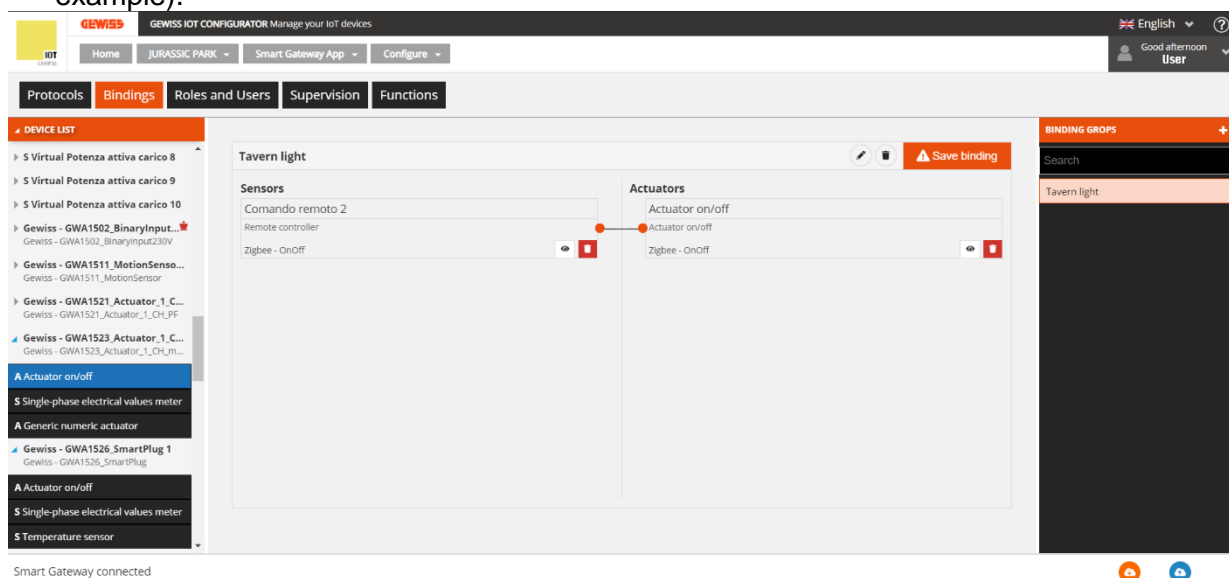 example).
GEWISS GEWISS IOT CONFIGURATOR Manage your IoT devices English ?
IOT
CONFIG
Home JURASSIC PARK Smart Gateway App Configure
Good afternoon
User
Protocols Bindings Roles and Users Supervision Functions
DEVICE LIST
S Virtual Potenza attiva carico 8
S Virtual Potenza attiva carico 9
S Virtual Potenza attiva carico 10
Gewiss - GWA1502_BinaryInput...
Gewiss - GWA1502_BinaryInput230V
Gewiss - GWA1511_MotionSenso...
Gewiss - GWA1511_MotionSensor
Gewiss - GWA1521_Actuator_1_C...
Gewiss - GWA1521_Actuator_1_CH_PF
Gewiss - GWA1523_Actuator_1_C...
Gewiss - GWA1523_Actuator_1_CH_m...
A Actuator on/off
S Single-phase electrical values meter
A Generic numeric actuator
Gewiss - GWA1526_SmartPlug 1
Gewiss - GWA1526_SmartPlug
A Actuator on/off
S Single-phase electrical values meter
S Temperature sensor
Tavern light
Save binding
Sensors
Comando remoto 2
Remote controller
Zigbee - OnOff
Actuators
Actuator on/off
Actuator on/off
Zigbee - OnOff
BINDING GROPS +
Search
Tavern light
Smart Gateway connected